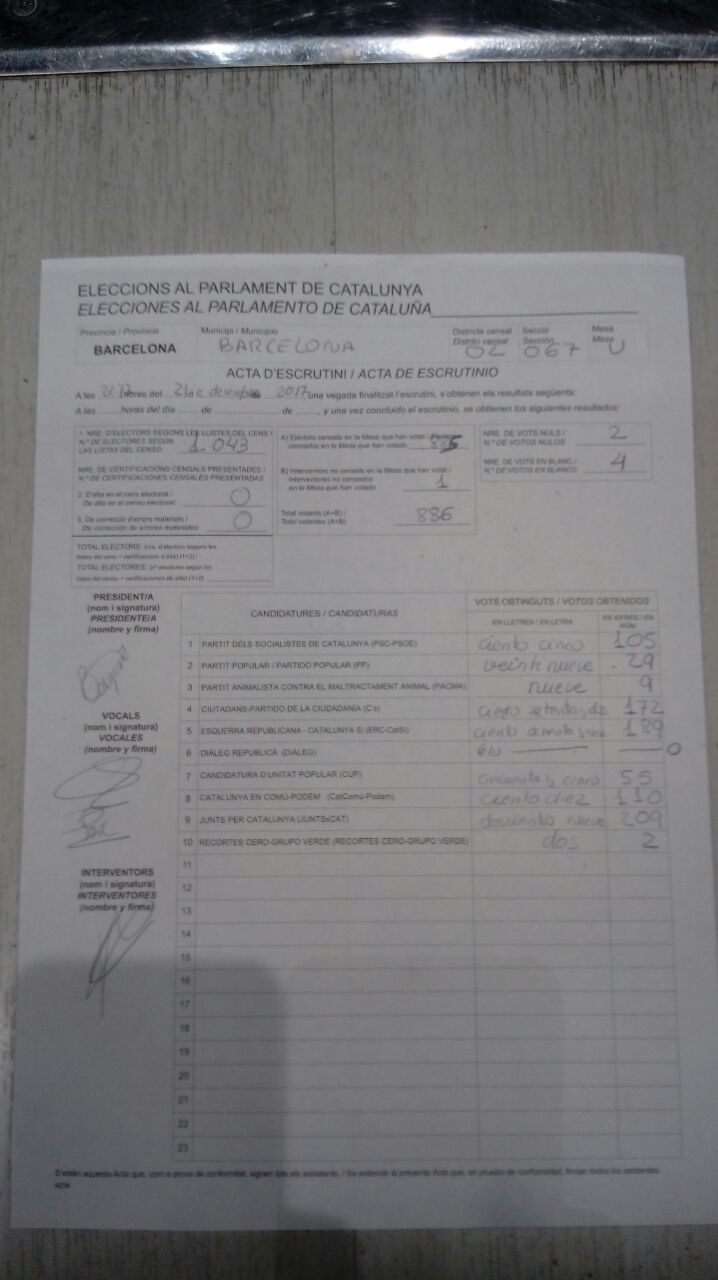 ELECCIONS AL PARLAMENT DE CATALUNYA
ELECCIONES AL PARLAMENTO DE CATALUÑA
Província / Provincia Municipi / Municipio Districte censal Secció Mesa
BARCELONA BARCELONA Distrito censal 02 Sección 067 Mesa U
ACTA D'ESCRUTINI / ACTA DE ESCRUTINIO
A les hores del 21 de desembre de 2017 una vegada finalitzat l'escrutini, s'obtenen els resultats següents:
A las horas del día de de , y una vez concluido el escrutinio, se obtienen los siguientes resultados:
1. NRE. D'ELECTORS SEGONS LES LLISTES DEL CENS /
N.º DE ELECTORES SEGÚN
LAS LISTAS DEL CENSO 1.043
NRE. DE CERTIFICACIONS CENSALS PRESENTADES /
N.º DE CERTIFICACIONES CENSALES PRESENTADAS
2. D'alta en el cens electoral /
De alta en el censo electoral: 0
3. De correcció d'errors materials /
De corrección de errores materiales: 0
TOTAL ELECTORS: (nre. d'electors segons les
llistes del cens + certificacions d'alta) (1+2) /
TOTAL ELECTORES: (nº electores según las
listas del censo + certificaciones de alta) (1+2)
A) Electors censats en la Mesa que han votat / Electores
censados en la Mesa que han votado 885
B) Interventors no censats en la Mesa que han votat /
Interventores no censados
en la Mesa que han votado 1
Total votants (A+B) /
Total votantes (A+B) 886
NRE. DE VOTS NULS /
N.º DE VOTOS NULOS 2
NRE. DE VOTS EN BLANC /
N.º DE VOTOS EN BLANCO 4
PRESIDENT/A
(nom i signatura)
PRESIDENTE/A
(nombre y firma)
VOCALS
(nom i signatura)
VOCALES
(nombre y firma)
INTERVENTORS
(nom i signatura)
INTERVENTORES
(nombre y firma)
CANDIDATURES / CANDIDATURAS VOTS OBTINGUTS / VOTOS OBTENIDOS
EN LLETRES / EN LETRA EN XIFRES / EN NÚM.
1 PARTIT DELS SOCIALISTES DE CATALUNYA (PSC-PSOE) ciento cinco 105
2 PARTIT POPULAR / PARTIDO POPULAR (PP) veinte nueve 29
3 PARTIT ANIMALISTA CONTRA EL MALTRACTAMENT ANIMAL (PACMA) nueve 9
4 CIUTADANS-PARTIDO DE LA CIUDADANÍA (C's) ciento setenta y dos 172
5 ESQUERRA REPUBLICANA - CATALUNYA SÍ (ERC-CatSí) ciento ochenta y nueve 189
6 DIÀLEG REPUBLICÀ (DIÀLEG) 0
7 CANDIDATURA D'UNITAT POPULAR (CUP) cincuenta y cinco 55
8 CATALUNYA EN COMÚ-PODEM (CatComú-Podem) ciento diez 110
9 JUNTS PER CATALUNYA (JUNTSxCAT) doscientos nueve 209
10 RECORTES CERO-GRUPO VERDE (RECORTES CERO-GRUPO VERDE) dos 2
11
12
13
14
15
16
17
18
19
20
21
22
23
S'estén aquesta Acta que, com a prova de conformitat, signen tots els assistents. / Se extiende la presente Acta que, en prueba de conformidad, firman todos los asistentes.